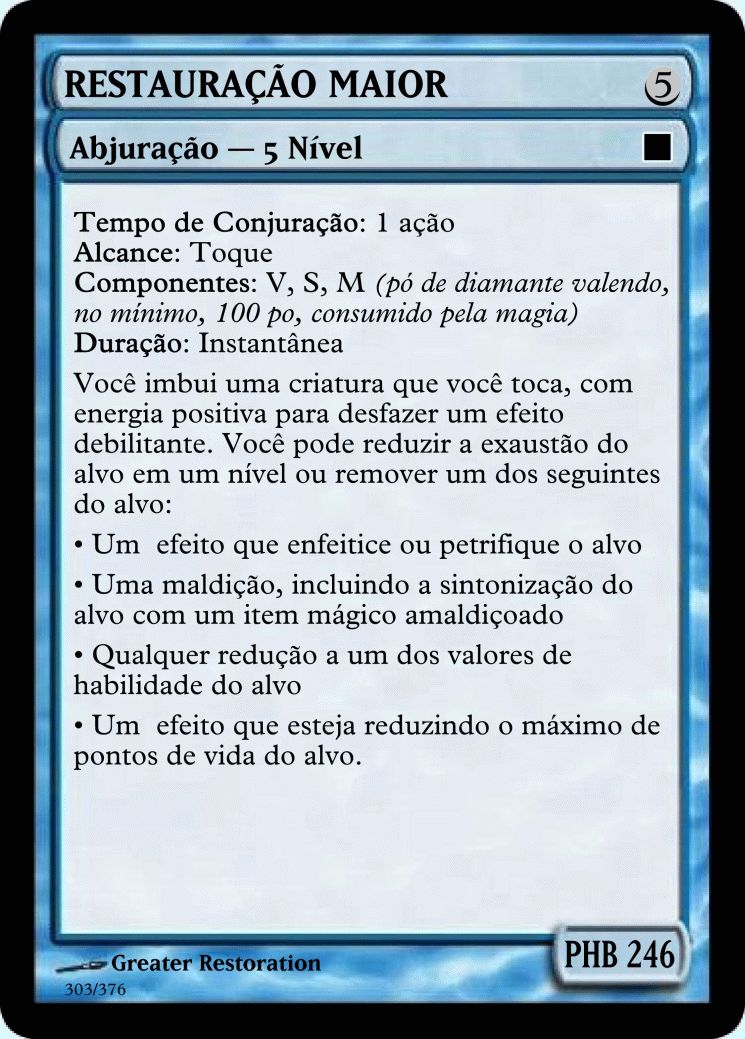 RESTAURAÇÃO MAIOR
5
Abjuração — 5 Nível
Tempo de Conjuração: 1 ação
Alcance: Toque
Componentes: V, S, M (pó de diamante valendo,
no mínimo, 100 po, consumido pela magia)
Duração: Instantânea
Você imbui uma criatura que você toca, com
energia positiva para desfazer um efeito
debilitante. Você pode reduzir a exaustão do
alvo em um nível ou remover um dos seguintes
do alvo:
• Um  efeito que enfeitice ou petrifique o alvo
• Uma maldição, incluindo a sintonização do
alvo com um item mágico amaldiçoado
• Qualquer redução a um dos valores de
habilidade do alvo
• Um  efeito que esteja reduzindo o máximo de
pontos de vida do alvo.
Greater Restoration
PHB 246
303/376